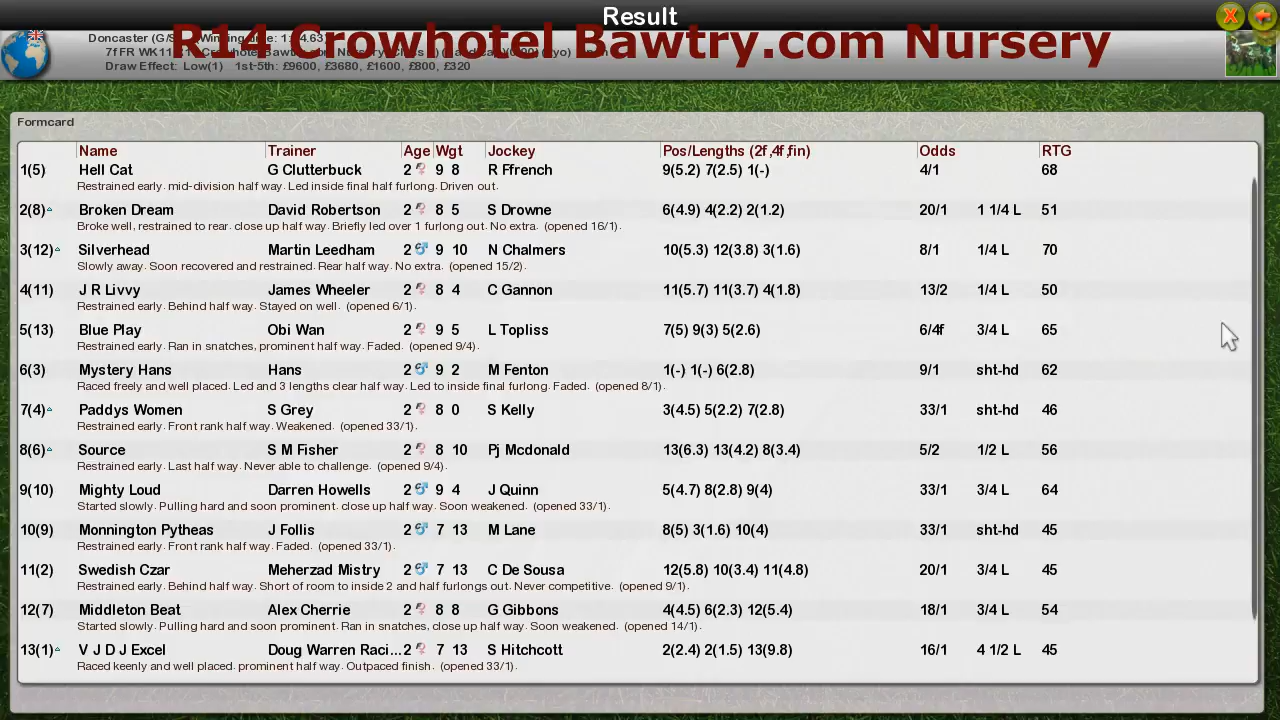 Result
R14 Crowhotel Bawtry.com Nursery
Doncaster (G/S) Winning time:
7f FR WK11
Draw Effect: Low(1) 1st-5th: £9600, £3680, £1600, £800, £320
Formcard
Name Trainer Age Wgt Jockey Pos/Lengths (2f,4f,fin) Odds RTG
1(5) Hell Cat G Clutterbuck 2 9 8 R Ffrench 9(5.2) 7(2.5) 1(-) 4/1 68
Restrained early. mid-division half way. Led inside final half furlong. Driven out.
2(8) Broken Dream David Robertson 2 8 5 S Drowne 6(4.9) 4(2.2) 2(1.2) 20/1 1 1/4 L 51
Broke well, restrained to rear. close up half way. Briefly led over 1 furlong out. No extra. (opened 16/1).
3(12) Silverhead Martin Leedham 2 9 10 N Chalmers 10(5.3) 12(3.8) 3(1.6) 8/1 1/4 L 70
Slowly away. Soon recovered and restrained. Rear half way. No extra. (opened 15/2).
4(11) J R Livvy James Wheeler 2 8 4 C Gannon 11(5.7) 11(3.7) 4(1.8) 13/2 1/4 L 50
Restrained early. Behind half way. Stayed on well. (opened 6/1).
5(13) Blue Play Obi Wan 2 9 5 L Topliss 7(5) 9(3) 5(2.6) 6/4f 3/4 L 65
Restrained early. Ran in snatches, prominent half way. Faded. (opened 9/4).
6(3) Mystery Hans Hans 2 9 2 M Fenton 1(-) 1(-) 6(2.8) 9/1 sht-hd 62
Raced freely and well placed. Led and 3 lengths clear half way. Led to inside final furlong. Faded. (opened 8/1).
7(4) Paddys Women S Grey 2 8 0 S Kelly 3(4.5) 5(2.2) 7(2.8) 33/1 sht-hd 46
Restrained early. Front rank half way. Weakened. (opened 33/1).
8(6) Source S M Fisher 2 8 10 Pj Mcdonald 13(6.3) 13(4.2) 8(3.4) 5/2 1/2 L 56
Restrained early. Last half way. Never able to challenge. (opened 9/4).
9(10) Mighty Loud Darren Howells 2 9 4 J Quinn 5(4.7) 8(2.8) 9(4) 33/1 3/4 L 64
Started slowly. Pulling hard and soon prominent. close up half way. Soon weakened. (opened 33/1).
10(9) Monnington Pytheas J Follis 2 7 13 M Lane 8(5) 3(1.6) 10(4) 33/1 sht-hd 45
Restrained early. Front rank half way. Faded. (opened 33/1).
11(2) Swedish Czar Meherzad Mistry 2 7 13 C De Sousa 12(5.8) 10(3.4) 11(4.8) 20/1 3/4 L 45
Restrained early. Behind half way. Short of room to inside 2 and half furlongs out. Never competitive. (opened 9/1).
12(7) Middleton Beat Alex Cherrie 2 8 8 G Gibbons 4(4.5) 6(2.3) 12(5.4) 18/1 3/4 L 54
Started slowly. Pulling hard and soon prominent. Ran in snatches, close up half way. Soon weakened. (opened 14/1).
13(1) V J D J Excel Doug Warren Raci... 2 7 13 S Hitchcott 2(2.4) 2(1.5) 13(9.8) 16/1 4 1/2 L 45
Raced keenly and well placed. prominent half way. Outpaced finish. (opened 33/1).